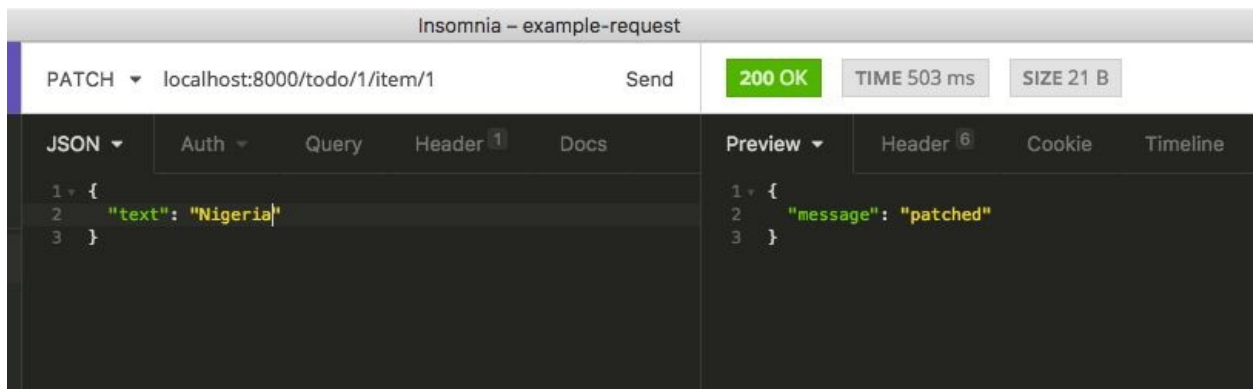 Insomnia – example-request
PATCH localhost:8000/todo/1/item/1 Send 200 OK TIME 503 ms SIZE 21 B
JSON Auth Query Header 1 Docs Preview Header 6 Cookie Timeline
1 {
2 "text": "Nigeria"
3 }
1 {
2 "message": "patched"
3 }